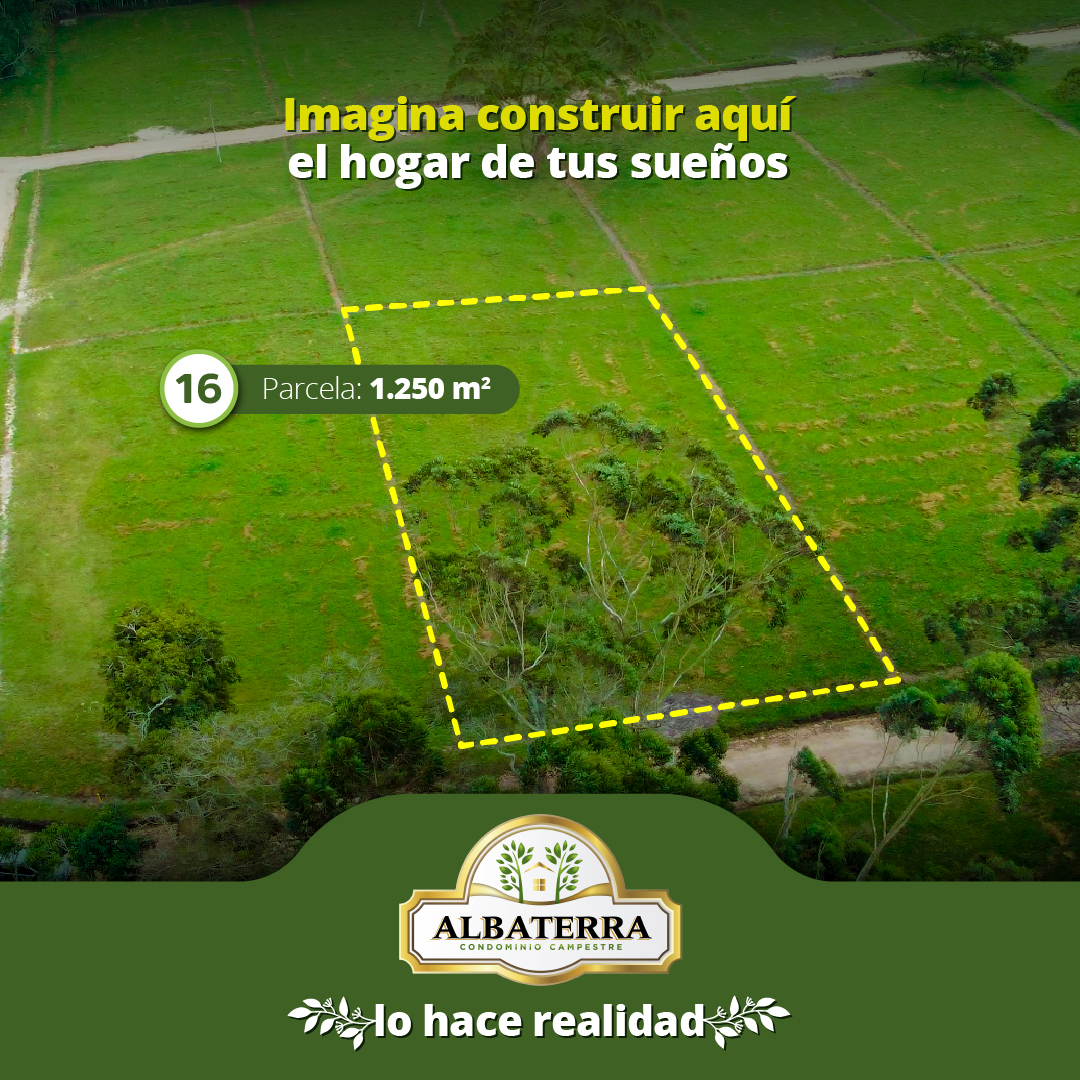 Imagina construir aquí
el hogar de tus sueños
16 Parcela: 1.250 m²
ALBATERRA
CONDOMINIO CAMPESTRE
lo hace realidad